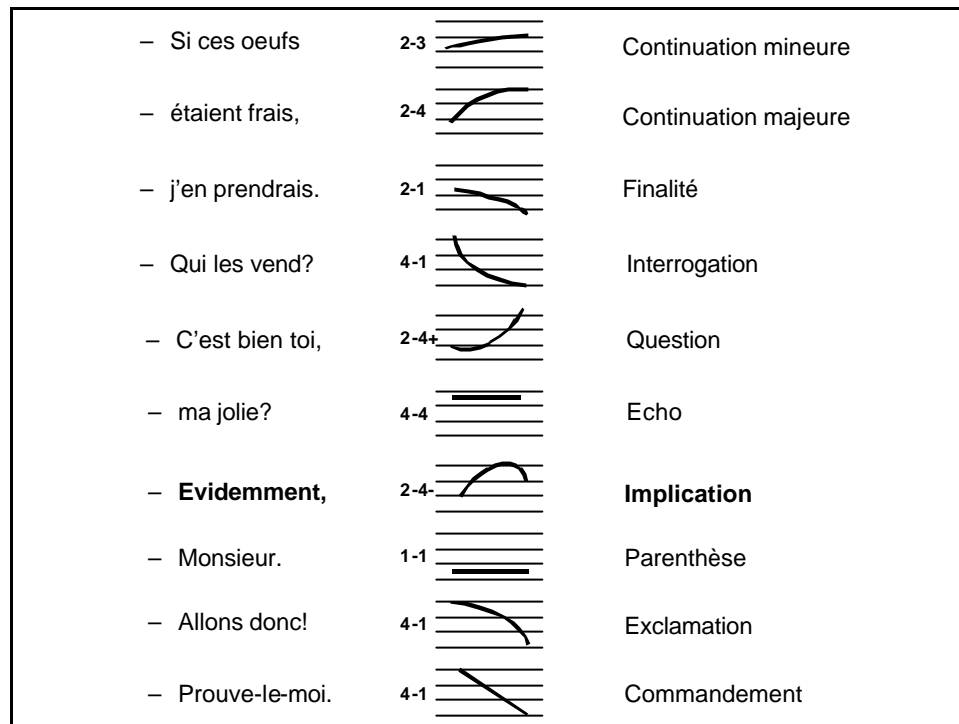 – Si ces oeufs 2-3 Continuation mineure
– étaient frais, 2-4 Continuation majeure
– j'en prendrais. 2-1 Finalité
– Qui les vend? 4-1 Interrogation
– C'est bien toi, 2-4+ Question
– ma jolie? 4-4 Echo
– Evidemment, 2-4- Implication
– Monsieur. 1-1 Parenthèse
– Allons donc! 4-1 Exclamation
– Prouve-le-moi. 4-1 Commandement